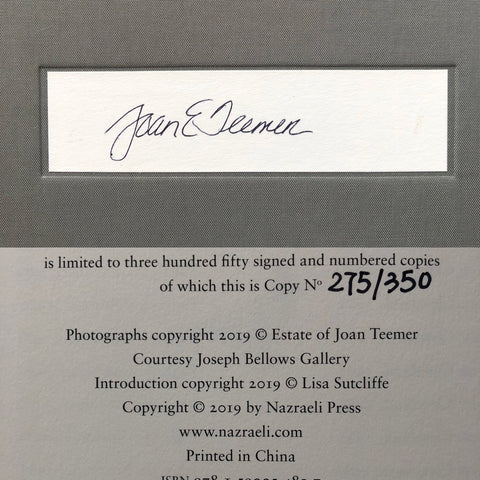 Joan E Teemer
is limited to three hundred fifty signed and numbered copies
of which this is Copy Nº 275/350
Photographs copyright 2019 © Estate of Joan Teemer
Courtesy Joseph Bellows Gallery
Introduction copyright 2019 © Lisa Sutcliffe
Copyright © 2019 by Nazraeli Press
www.nazraeli.com
Printed in China
ISBN